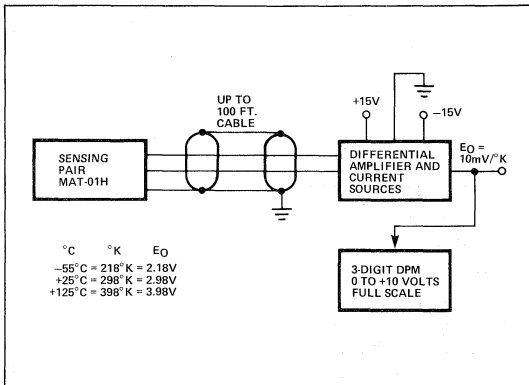 UP TO
100 FT.
CABLE
+15V
−15V
SENSING
PAIR
MAT-01H
DIFFERENTIAL
AMPLIFIER AND
CURRENT
SOURCES
EO =
10mV/°K
°C °K EO
−55°C = 218°K = 2.18V
+25°C = 298°K = 2.98V
+125°C = 398°K = 3.98V
3-DIGIT DPM
0 TO +10 VOLTS
FULL SCALE